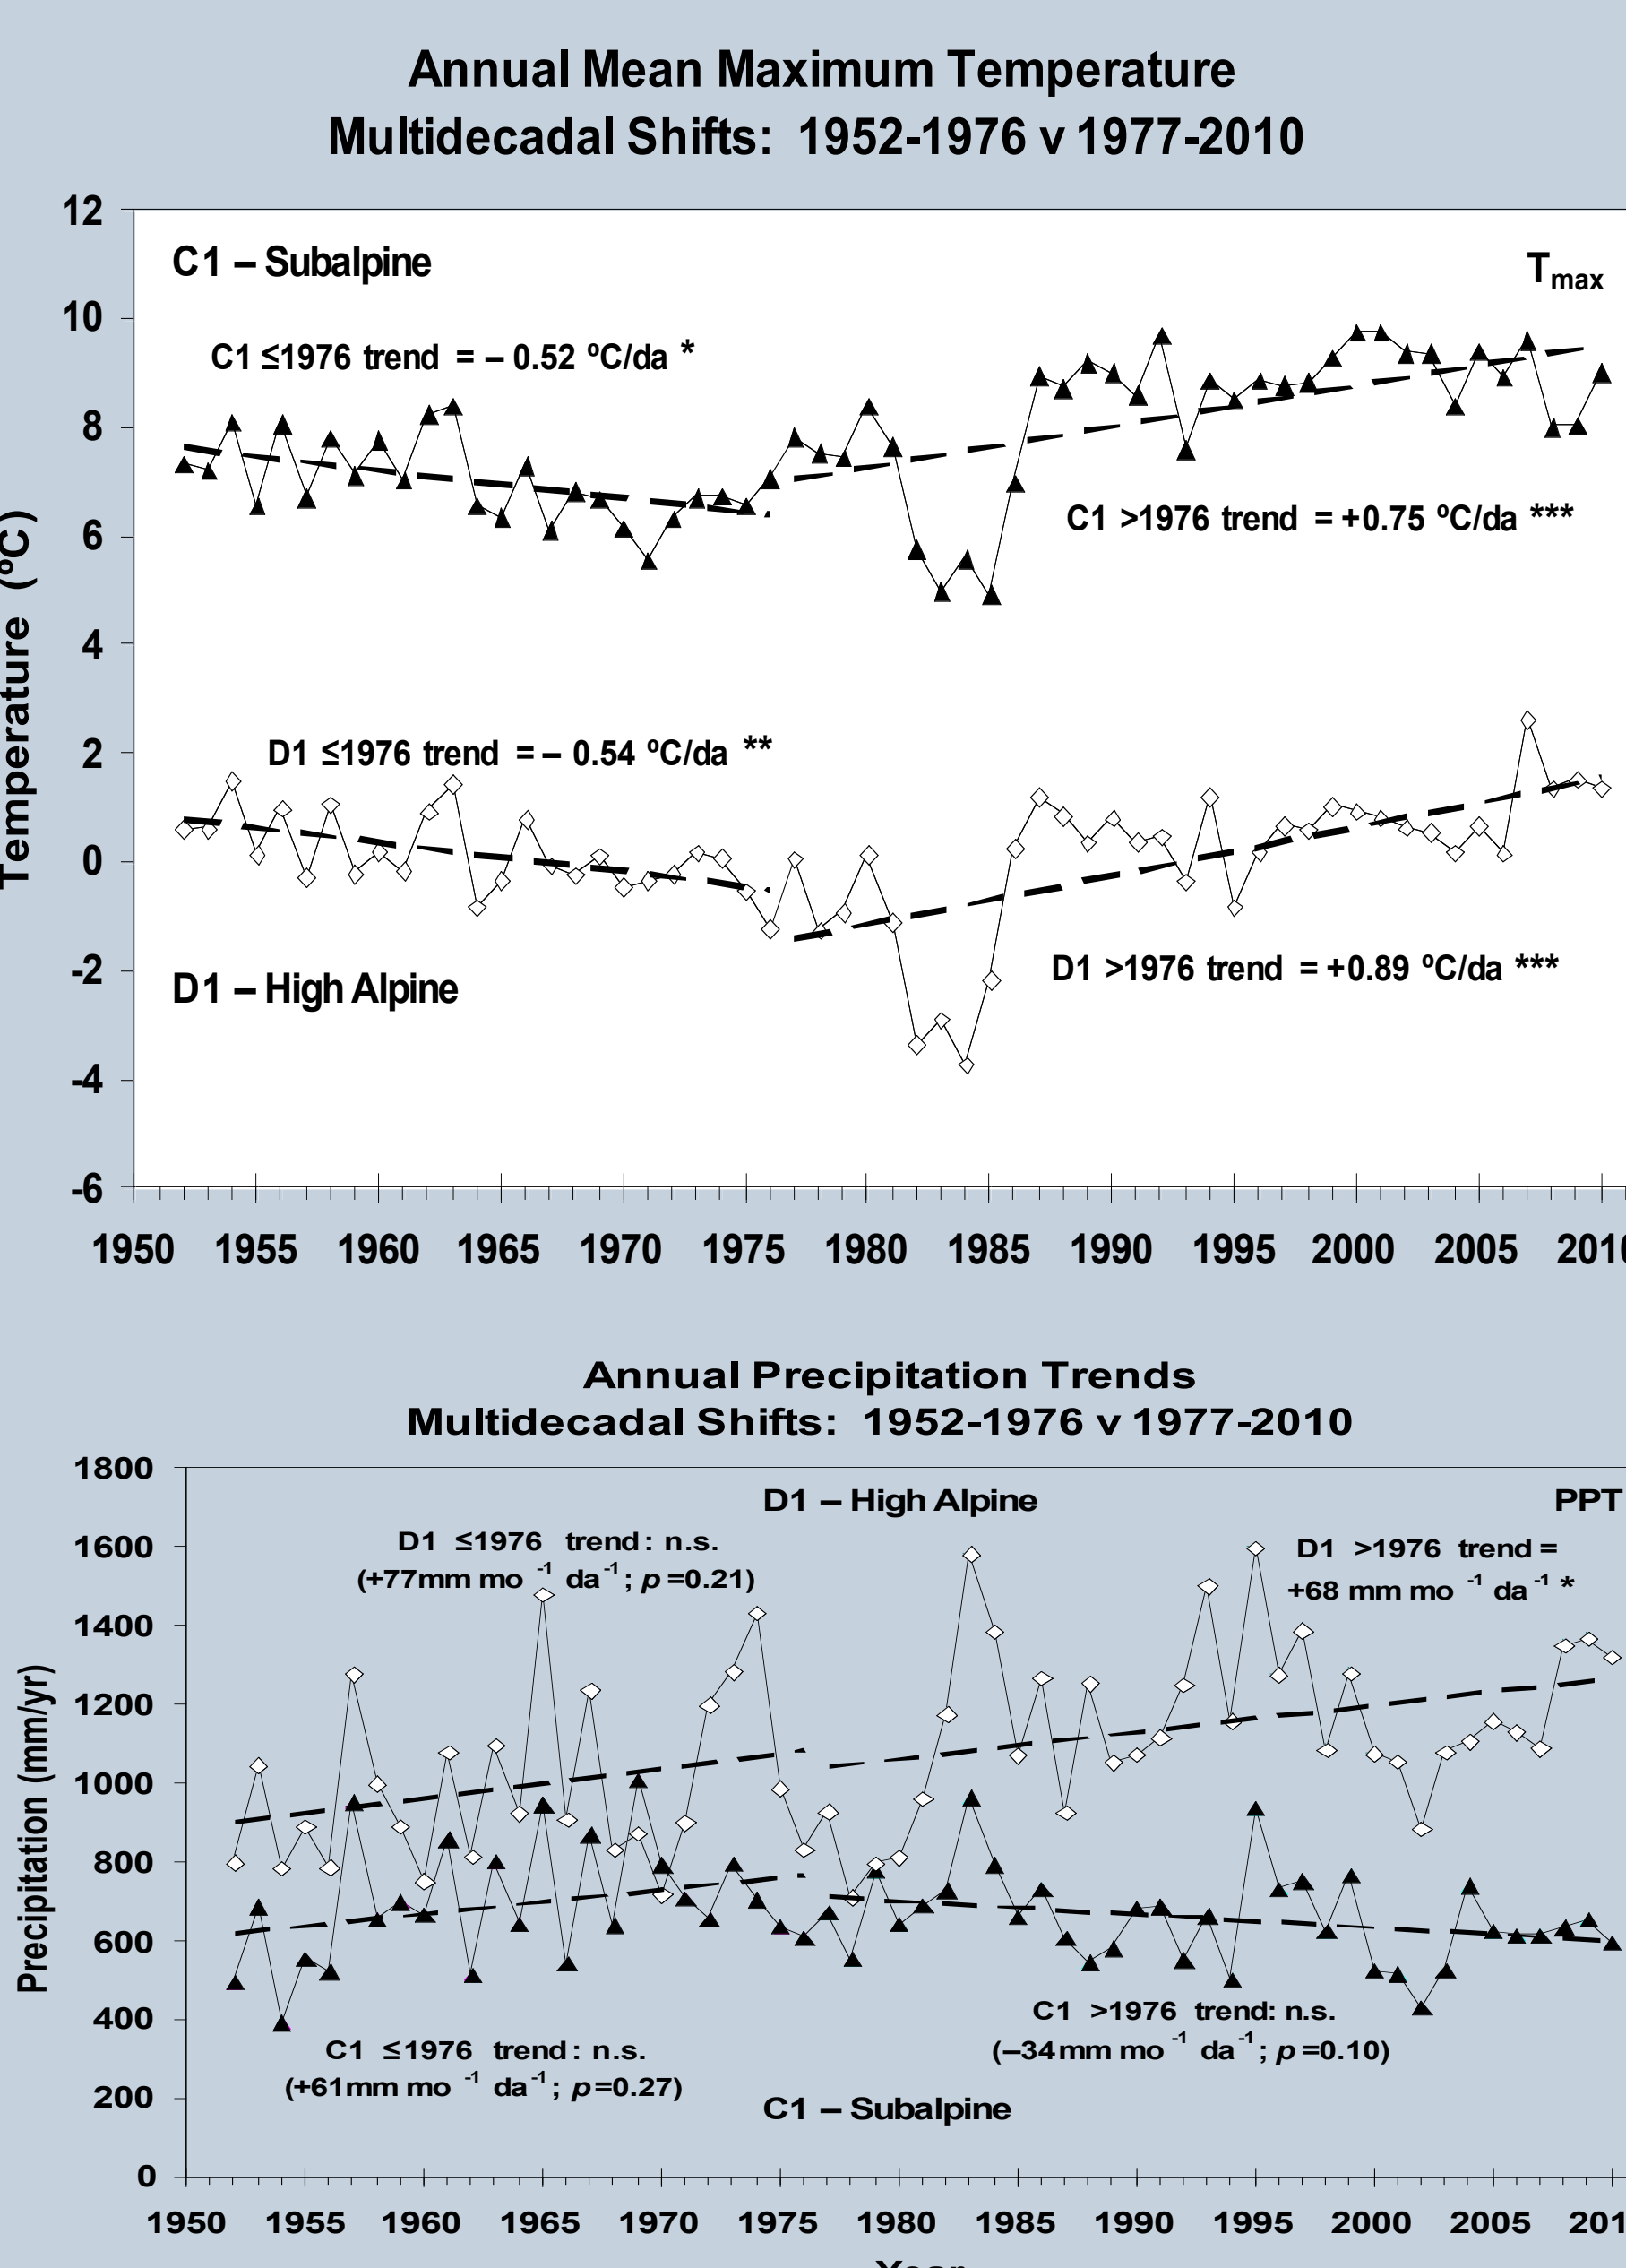 Annual Mean Maximum Temperature
Multidecadal Shifts: 1952-1976 v 1977-2010
12
10
8
6
4
2
0
-2
-4
-6
Temperature (ºC)
C1 – Subalpine
Tmax
C1 ≤1976 trend = – 0.52 ºC/da *
C1 >1976 trend = +0.75 ºC/da ***
D1 ≤1976 trend = – 0.54 ºC/da **
D1 – High Alpine
D1 >1976 trend = +0.89 ºC/da ***
1950 1955 1960 1965 1970 1975 1980 1985 1990 1995 2000 2005 2010
Annual Precipitation Trends
Multidecadal Shifts: 1952-1976 v 1977-2010
1800
1600
1400
1200
1000
800
600
400
200
0
Precipitation (mm/yr)
D1 – High Alpine
PPT
D1 ≤1976 trend: n.s.
(+77mm mo -1 da-1; p=0.21)
D1 >1976 trend =
+68 mm mo -1 da-1 *
C1 >1976 trend: n.s.
(–34mm mo -1 da-1; p=0.10)
C1 ≤1976 trend: n.s.
(+61mm mo -1 da-1; p=0.27)
C1 – Subalpine
1950 1955 1960 1965 1970 1975 1980 1985 1990 1995 2000 2005 201
Year